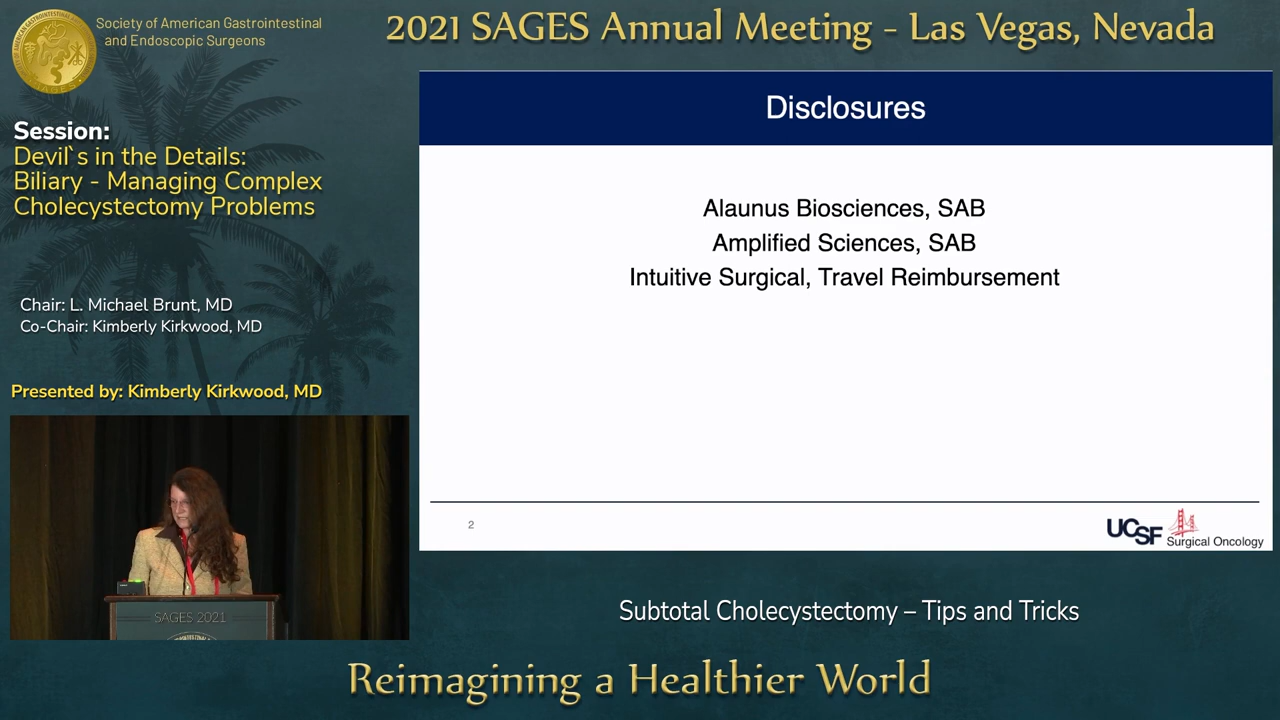 Society of American Gastrointestinal
and Endoscopic Surgeons
2021 SAGES Annual Meeting - Las Vegas, Nevada
Session:
Devil`s in the Details:
Biliary - Managing Complex
Cholecystectomy Problems
Chair: L. Michael Brunt, MD
Co-Chair: Kimberly Kirkwood, MD
Presented by: Kimberly Kirkwood, MD
SAGES 2021
Disclosures
Alaunus Biosciences, SAB
Amplified Sciences, SAB
Intuitive Surgical, Travel Reimbursement
2
UCSF Surgical Oncology
Subtotal Cholecystectomy – Tips and Tricks
Reimagining a Healthier World